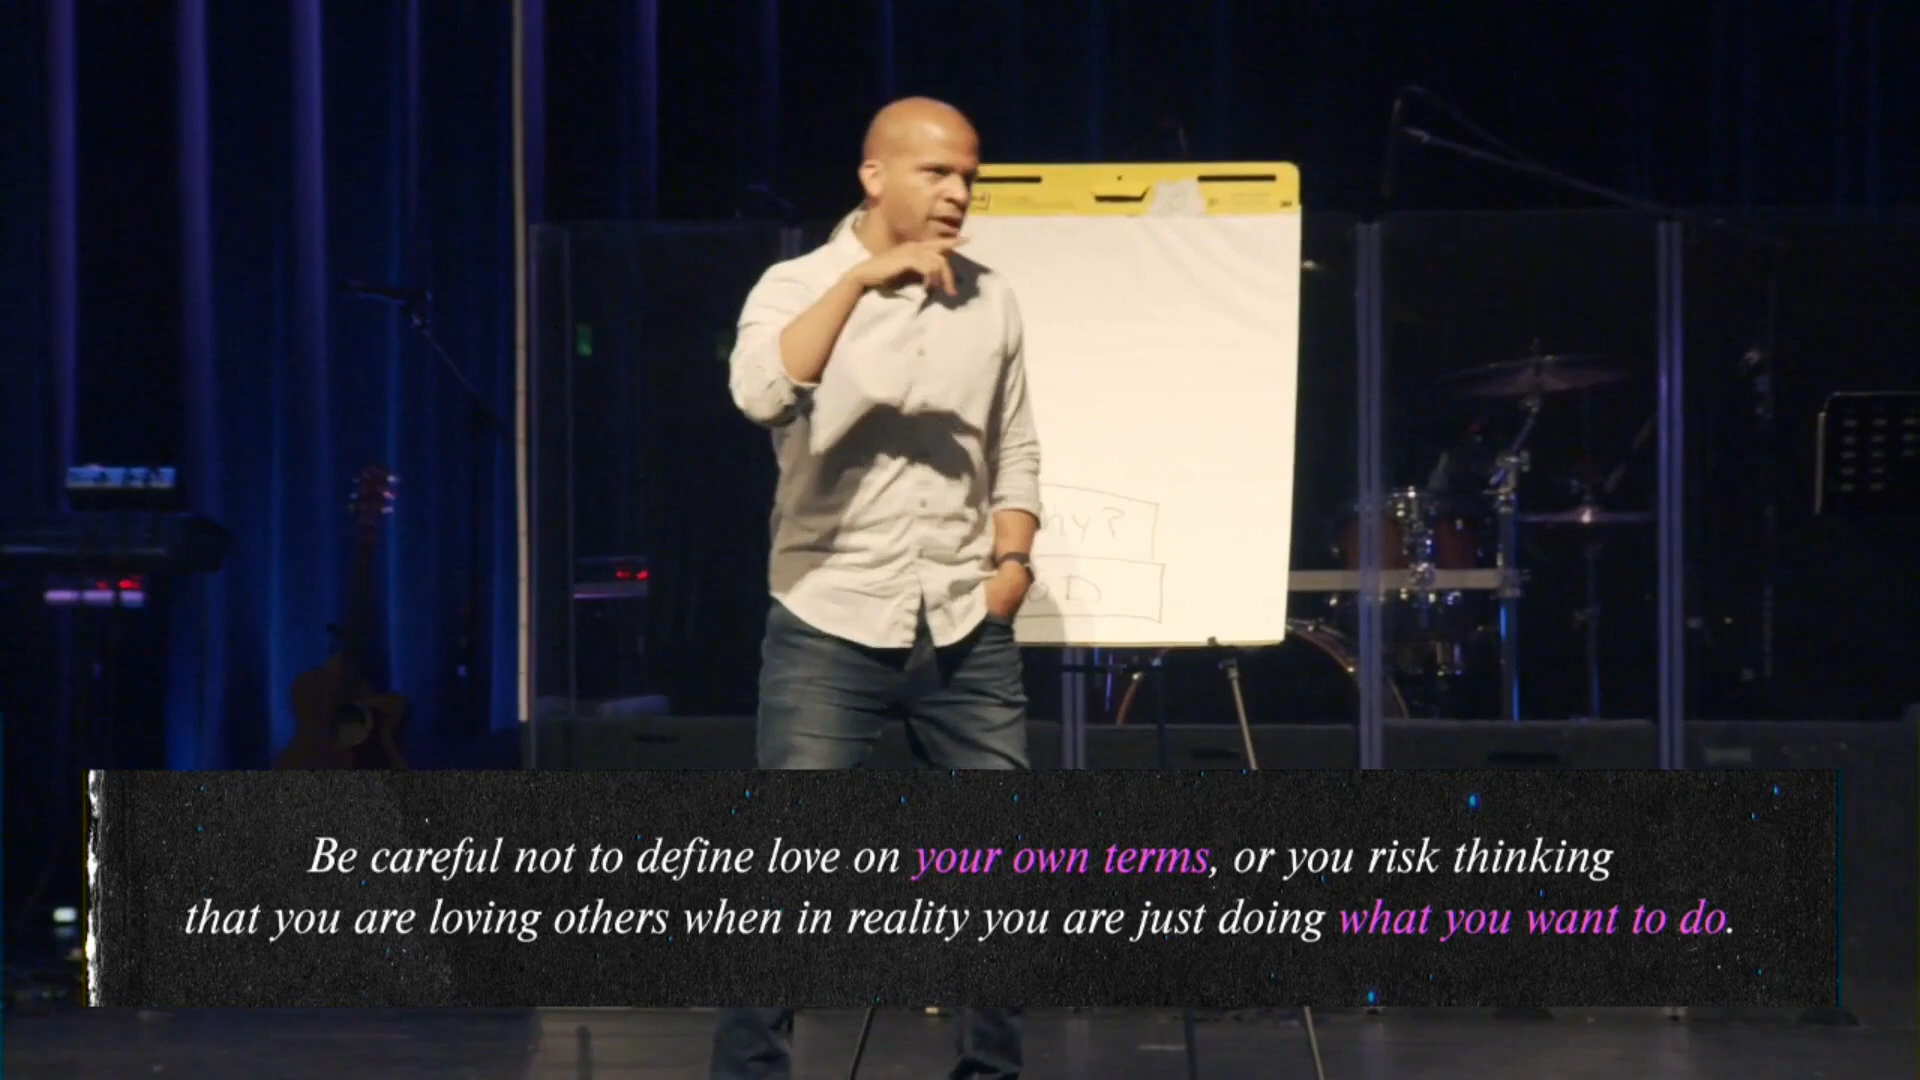 ny?
Be careful not to define love on your own terms, or you risk thinking
that you are loving others when in reality you are just doing what you want to do.